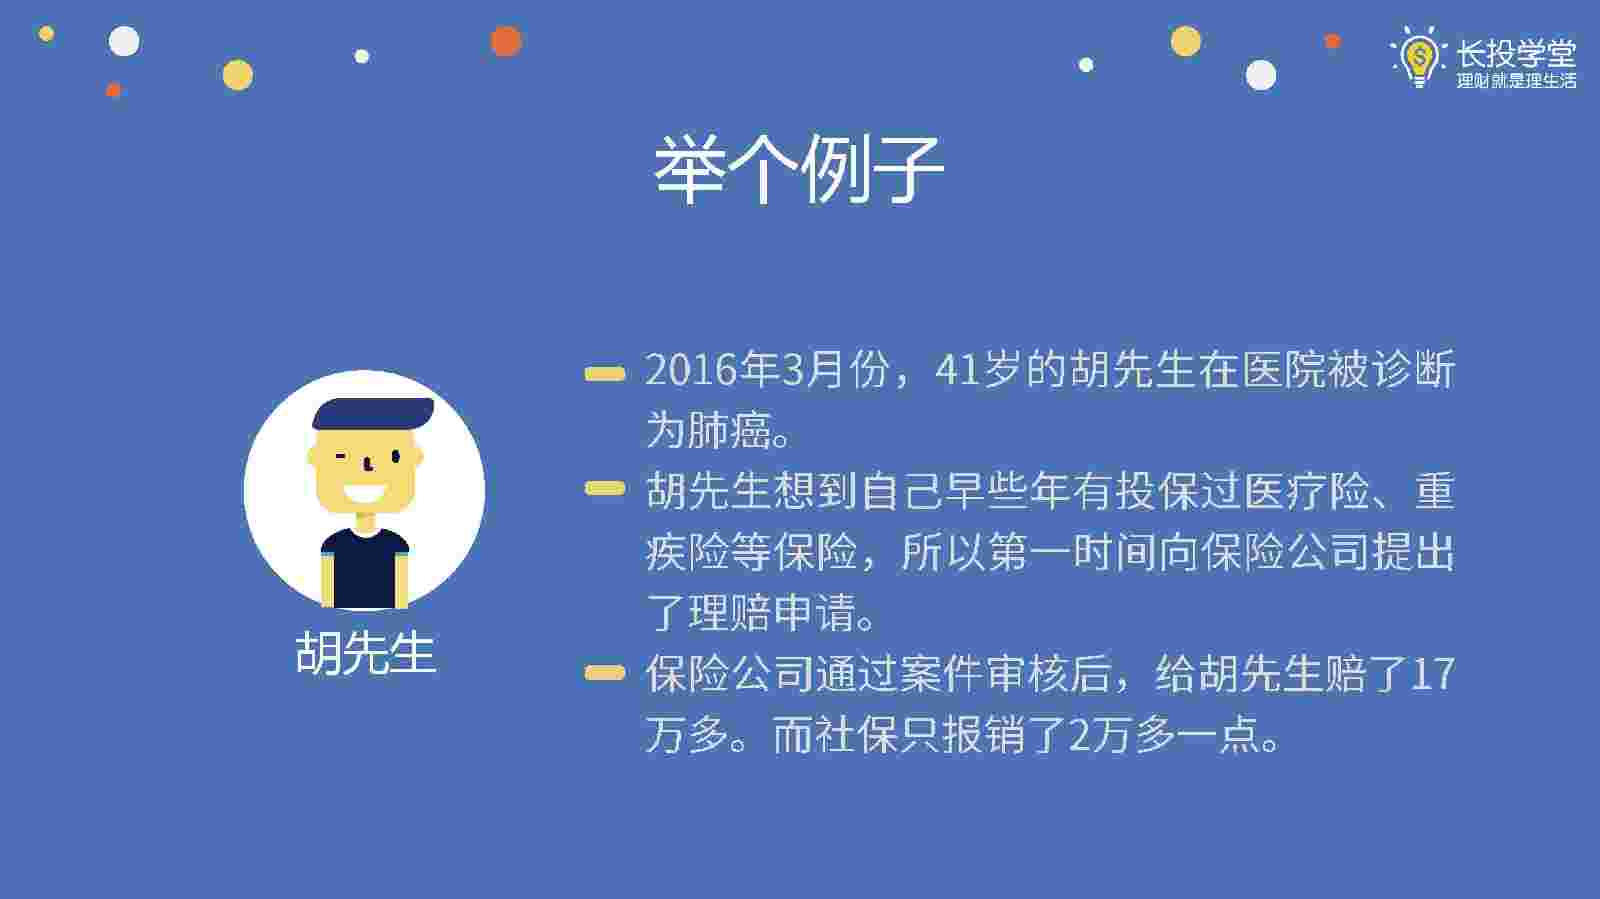 长投学堂
理财就是理生活
举个例子
2016年3月份，41岁的胡先生在医院被诊断
为肺癌。
胡先生想到自己早些年有投保过医疗险、重
疾险等保险，所以第一时间向保险公司提出
了理赔申请。
保险公司通过案件审核后，给胡先生赔了17
万多。而社保只报销了2万多一点。
胡先生